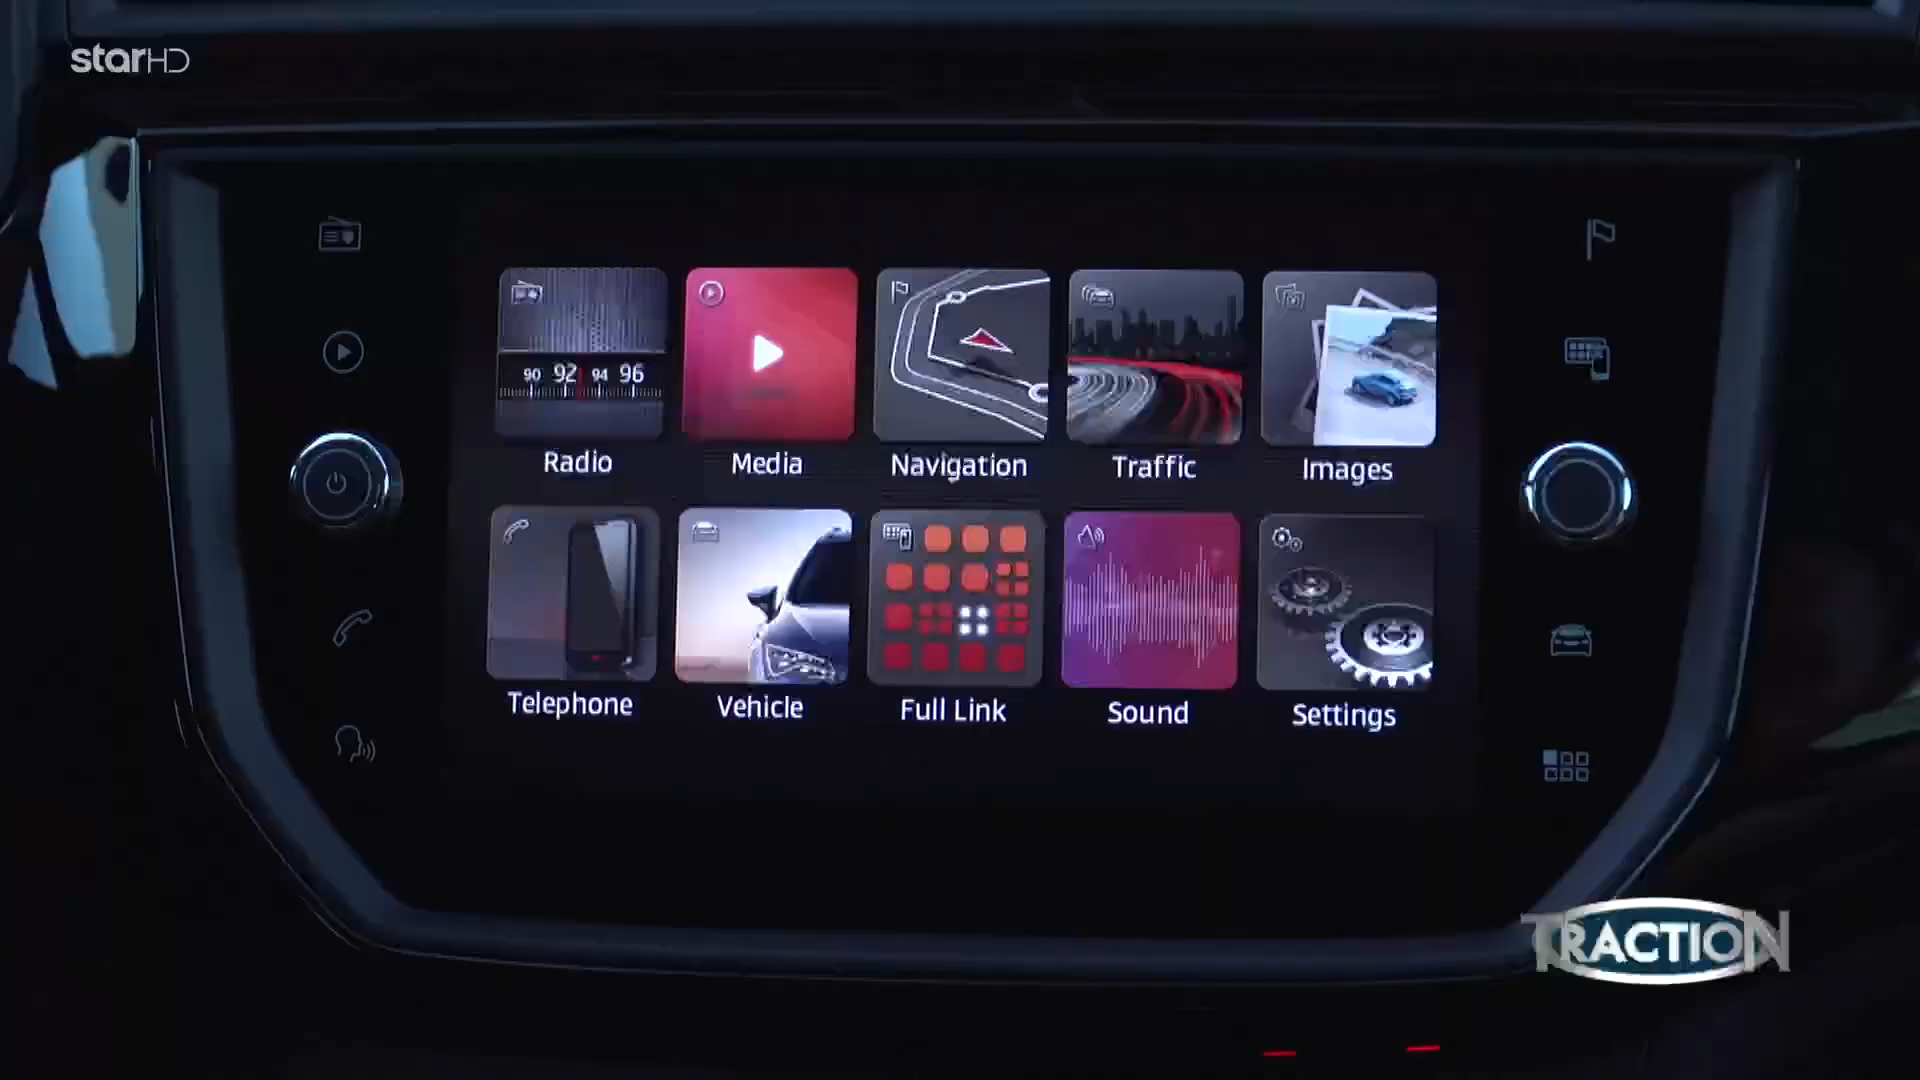 starHD
90 92 94 96
Radio
Media
Navigation
Traffic
Images
Telephone
Vehicle
Full Link
Sound
Settings
TRACTION